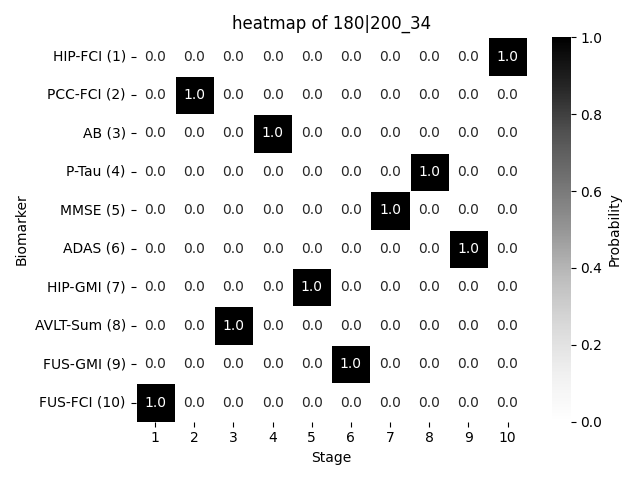 heatmap of 180|200_34
HIP-FCI (1) 0.0 0.0 0.0 0.0 0.0 0.0 0.0 0.0 0.0 1.0
PCC-FCI (2) 0.0 1.0 0.0 0.0 0.0 0.0 0.0 0.0 0.0 0.0
AB (3) 0.0 0.0 0.0 1.0 0.0 0.0 0.0 0.0 0.0 0.0
P-Tau (4) 0.0 0.0 0.0 0.0 0.0 0.0 0.0 1.0 0.0 0.0
MMSE (5) 0.0 0.0 0.0 0.0 0.0 0.0 1.0 0.0 0.0 0.0
ADAS (6) 0.0 0.0 0.0 0.0 0.0 0.0 0.0 0.0 1.0 0.0
HIP-GMI (7) 0.0 0.0 0.0 0.0 1.0 0.0 0.0 0.0 0.0 0.0
AVLT-Sum (8) 0.0 0.0 1.0 0.0 0.0 0.0 0.0 0.0 0.0 0.0
FUS-GMI (9) 0.0 0.0 0.0 0.0 0.0 1.0 0.0 0.0 0.0 0.0
FUS-FCI (10) 1.0 0.0 0.0 0.0 0.0 0.0 0.0 0.0 0.0 0.0
1 2 3 4 5 6 7 8 9 10
Stage
Biomarker
1.0
0.8
0.6
0.4
0.2
0.0
Probability